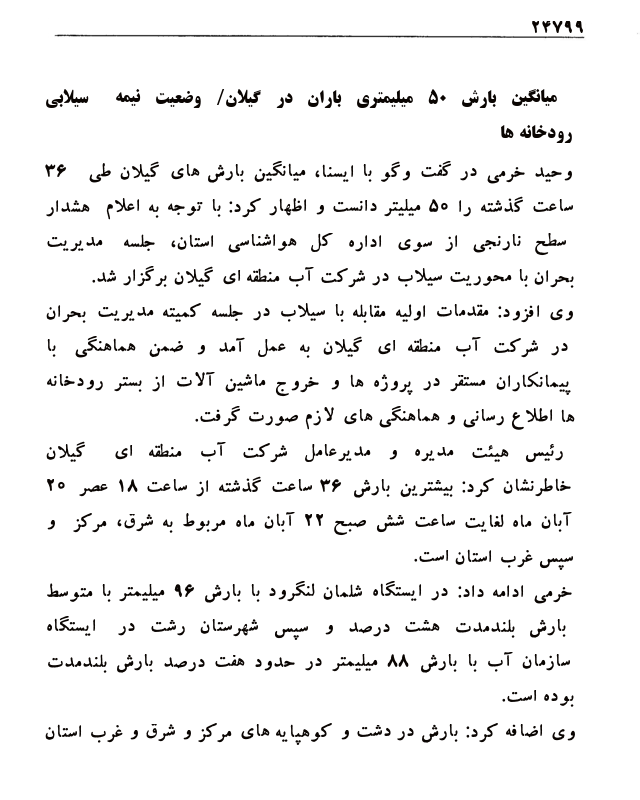 ۲۴۷۹۹
میانگین بارش ۵۰ میلیمتری باران در گیلان/ وضعیت نیمه سیلابی
رودخانه ها
وحید خرمی در گفت وگو با ایسنا، میانگین بارش های گیلان طی ۳۶
ساعت گذشته را ۵۰ میلیتر دانست و اظهار کرد: با توجه به اعلام هشدار
سطح نارنجی از سوی اداره کل هواشناسی استان، جلسه مدیریت
بحران با محوریت سیلاب در شرکت آب منطقه ای گیلان برگزار شد.
وی افزود: مقدمات اولیه مقابله با سیلاب در جلسه کمیته مدیریت بحران
در شرکت آب منطقه ای گیلان به عمل آمد و ضمن هماهنگی با
پیمانکاران مستقر در پروژه ها و خروج ماشین آلات از بستر رودخانه
ها اطلاع رسانی و هماهنگی های لازم صورت گرفت.
رئیس هیئت مدیره و مدیرعامل شرکت آب منطقه ای گیلان
خاطرنشان کرد: بیشترین بارش ۳۶ ساعت گذشته از ساعت ۱۸ عصر ۲۰
آبان ماه لغایت ساعت شش صبح ۲۲ آبان ماه مربوط به شرق، مرکز و
سپس غرب استان است.
خرمی ادامه داد: در ایستگاه شلمان لنگرود با بارش ۹۶ میلیمتر با متوسط
بارش بلندمدت هشت درصد و سپس شهرستان رشت در ایستگاه
سازمان آب با بارش ۸۸ میلیمتر در حدود هفت درصد بارش بلندمدت
بوده است.
وی اضافه کرد: بارش در دشت و کوهپایه های مرکز و شرق و غرب استان